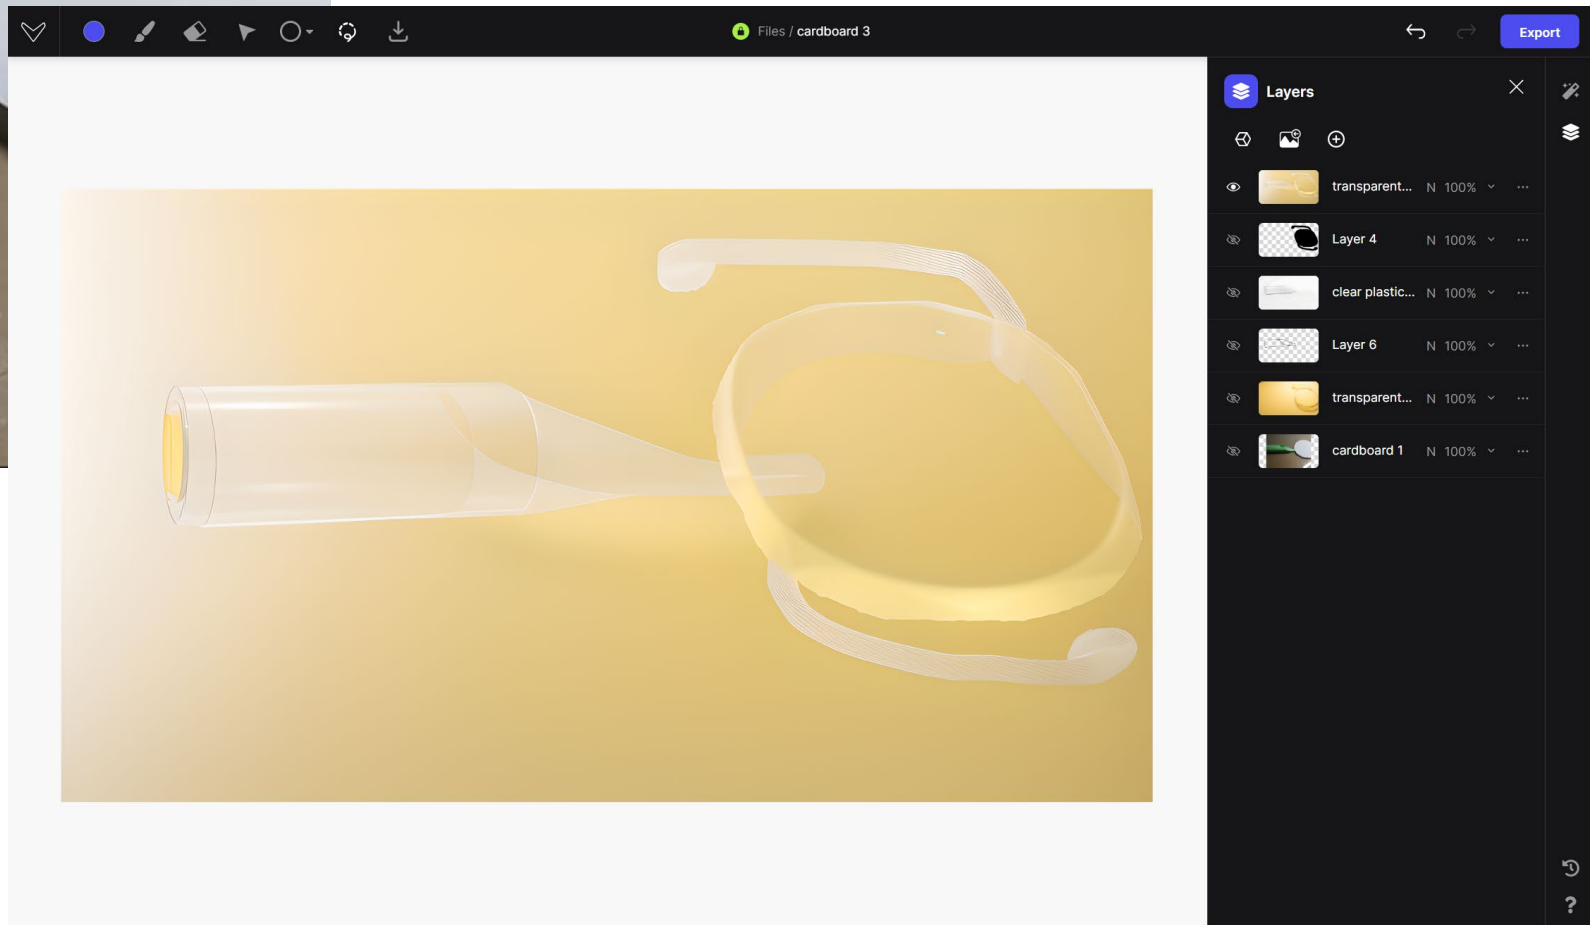 Files / cardboard 3
Export
Layers
transparent... N 100%
Layer 4 N 100%
clear plastic... N 100%
Layer 6 N 100%
transparent... N 100%
cardboard 1 N 100%
?